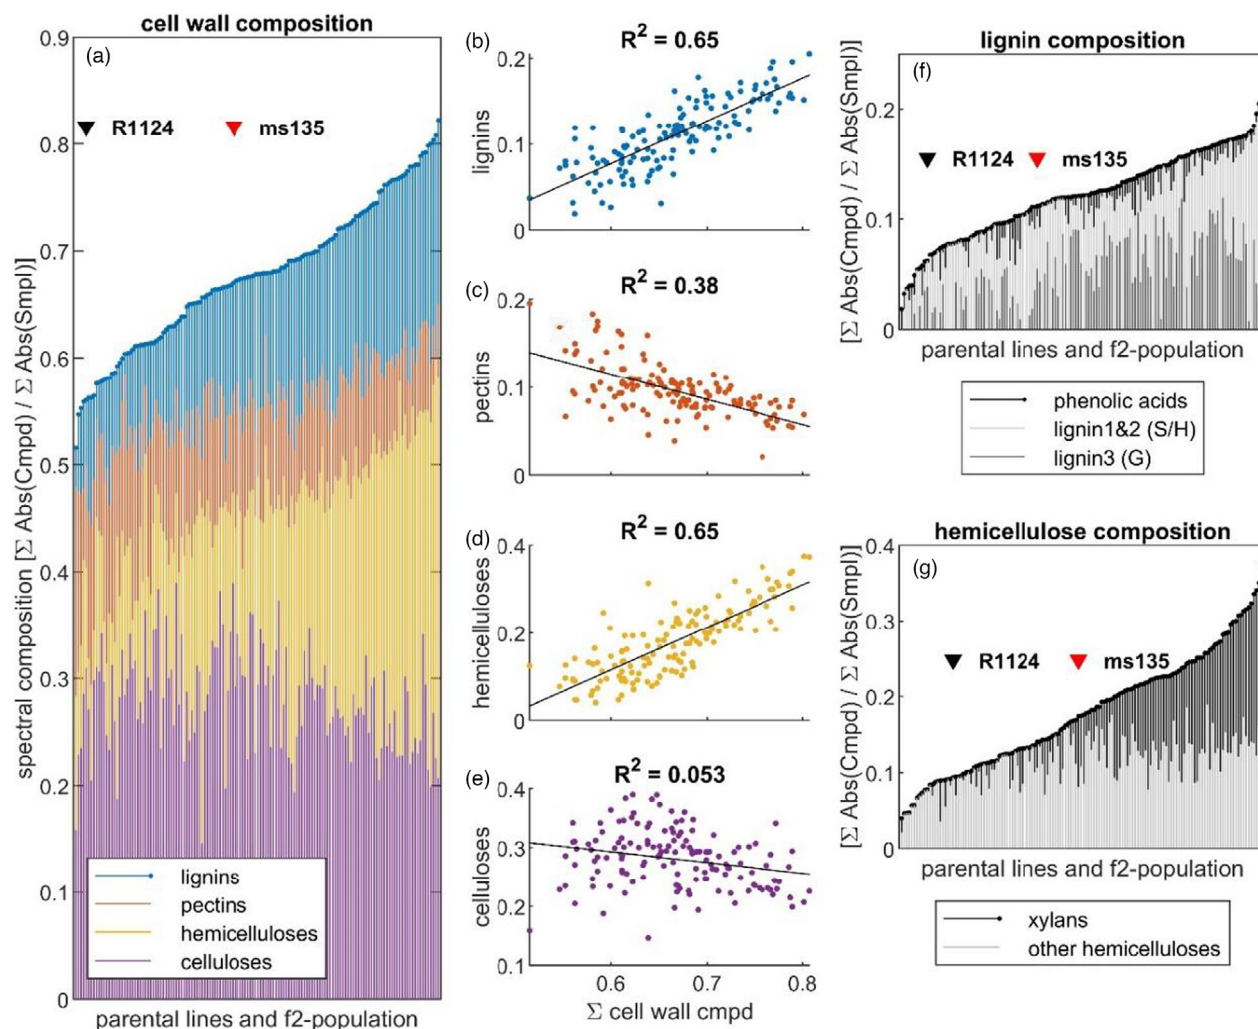 cell wall composition
(a)
0.9
0.8
0.7
0.6
0.5
0.4
0.3
0.2
0.1
0
spectral composition [Σ Abs(Cmpd) / Σ Abs(Smpl)]
R1124
ms135
lignins
pectins
hemicelluloses
celluloses
parental lines and f2-population
(b)
R² = 0.65
0.2
0.1
0
lignins
(c)
R² = 0.38
0.2
0.1
0
pectins
(d)
R² = 0.65
0.4
0.2
0
hemicelluloses
(e)
R² = 0.053
0.4
0.3
0.2
0.1
celluloses
0.6
0.7
0.8
Σ cell wall cmpd
lignin composition
(f)
0.2
0.1
0
[Σ Abs(Cmpd) / Σ Abs(Smpl)]
R1124
ms135
parental lines and f2-population
phenolic acids
lignin1&2 (S/H)
lignin3 (G)
hemicellulose composition
(g)
0.4
0.3
0.2
0.1
0
[Σ Abs(Cmpd) / Σ Abs(Smpl)]
R1124
ms135
parental lines and f2-population
xylans
other hemicelluloses